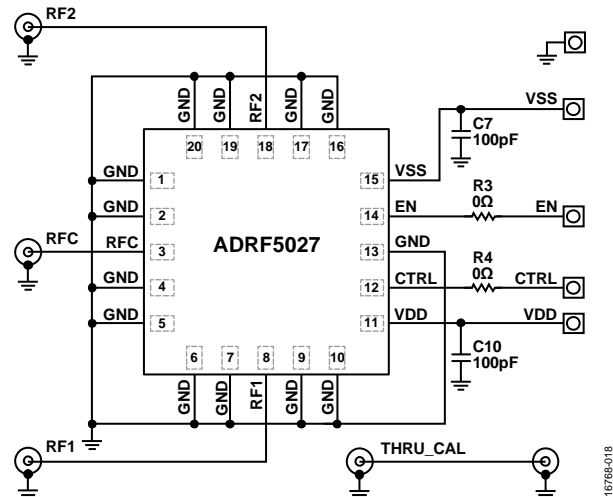 RF2
GND
GND
RF2
GND
GND
20
19
18
17
16
VSS
C7
100pF
GND
1
15
VSS
R3
0Ω
GND
2
14
EN
EN
RFC
RFC
3
ADRF5027
13
GND
R4
0Ω
GND
4
12
CTRL
CTRL
GND
5
11
VDD
VDD
C10
100pF
6
7
8
9
10
GND
GND
RF1
GND
GND
RF1
THRU_CAL
16768-018